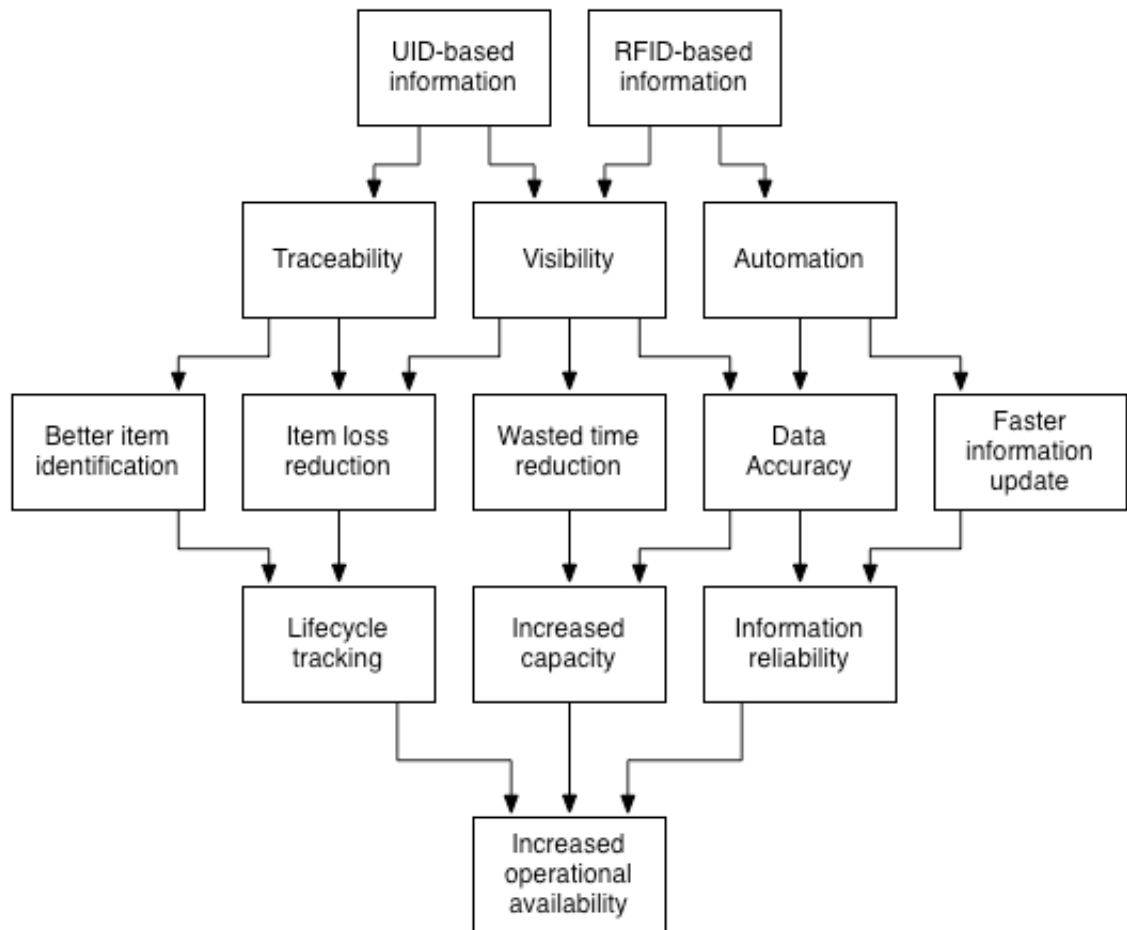 UID-based
information
RFID-based
information
Traceability
Visibility
Automation
Better item
identification
Item loss
reduction
Wasted time
reduction
Data
Accuracy
Faster
information
update
Lifecycle
tracking
Increased
capacity
Information
reliability
Increased
operational
availability